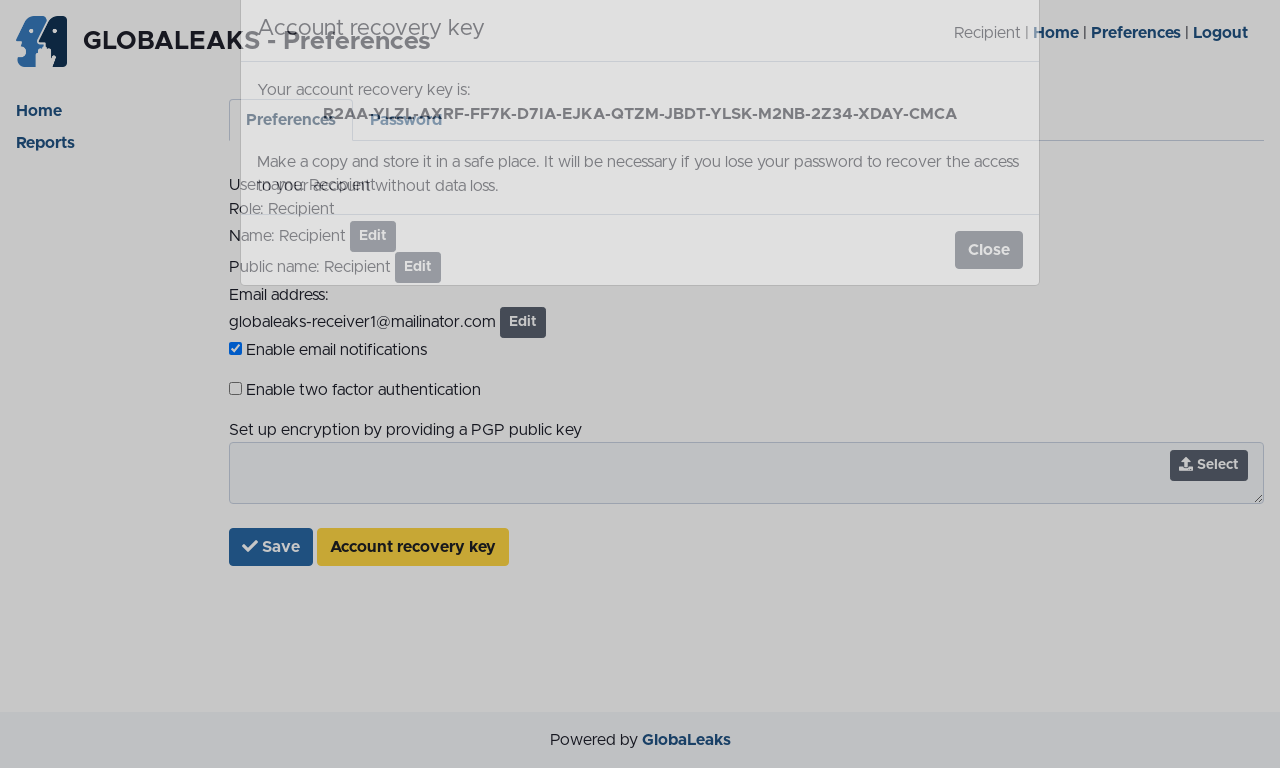 GLOBALEAKS - Preferences
Recipient | Home | Preferences | Logout
Home
Reports
Account recovery key
Your account recovery key is:
R2AA-YLZL-AXRF-FF7K-D7IA-EJKA-QTZM-JBDT-YLSK-M2NB-2Z34-XDAY-CMCA
Make a copy and store it in a safe place. It will be necessary if you lose your password to recover the access
to your account without data loss.
Close
Preferences
Password
Username: Recipient
Role: Recipient
Name: Recipient Edit
Public name: Recipient Edit
Email address:
globaleaks-receiver1@mailinator.com Edit
Enable email notifications
Enable two factor authentication
Set up encryption by providing a PGP public key
Select
Save
Account recovery key
Powered by GlobaLeaks